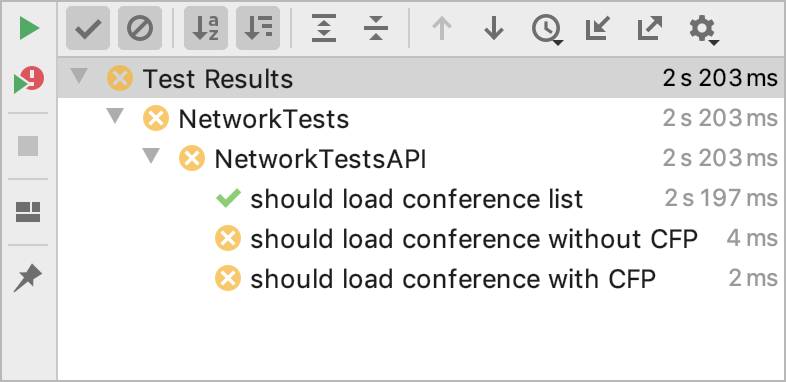 Test Results 2 s 203 ms
NetworkTests 2 s 203 ms
NetworkTestsAPI 2 s 203 ms
should load conference list 2 s 197 ms
should load conference without CFP 4 ms
should load conference with CFP 2 ms